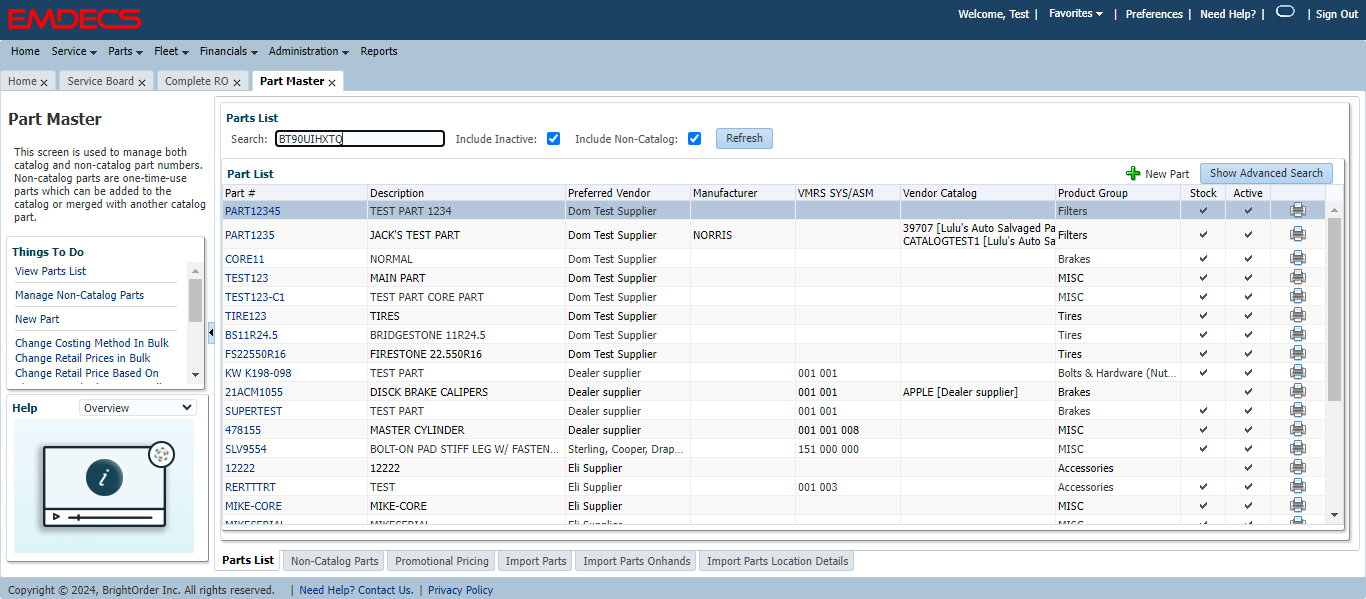 EMDECS
Welcome, Test | Favorites | Preferences | Need Help? | | Sign Out
Home Service Parts Fleet Financials Administration Reports
Home x Service Board x Complete RO x Part Master x
Part Master
This screen is used to manage both
catalog and non-catalog part numbers.
Non-catalog parts are one-time-use
parts which can be added to the
catalog or merged with another catalog
part.
Things To Do
View Parts List
Manage Non-Catalog Parts
New Part
Change Costing Method In Bulk
Change Retail Prices in Bulk
Change Retail Price Based On
Help Overview
i
Parts List
Search: BT90UIHXTQ Include Inactive: Include Non-Catalog: Refresh
Part List New Part Show Advanced Search
Part # Description Preferred Vendor Manufacturer VMRS SYS/ASM Vendor Catalog Product Group Stock Active
PART12345 TEST PART 1234 Dom Test Supplier Filters
PART1235 JACK'S TEST PART Dom Test Supplier NORRIS 39707 [Lulu's Auto Salvaged Pa Filters
CATALOGTEST1 [Lulu's Auto Sa
CORE11 NORMAL Dom Test Supplier Brakes
TEST123 MAIN PART Dom Test Supplier MISC
TEST123-C1 TEST PART CORE PART Dom Test Supplier MISC
TIRE123 TIRES Dom Test Supplier Tires
BS11R24.5 BRIDGESTONE 11R24.5 Dom Test Supplier Tires
FS22550R16 FIRESTONE 22.550R16 Dom Test Supplier Tires
KW K198-098 TEST PART Dealer supplier 001 001 Bolts & Hardware (Nut...
21ACM1055 DISCK BRAKE CALIPERS Dealer supplier 001 001 APPLE [Dealer supplier] Brakes
SUPERTEST TEST PART Dealer supplier 001 001 Brakes
478155 MASTER CYLINDER Dealer supplier 001 001 008 MISC
SLV9554 BOLT-ON PAD STIFF LEG W/ FASTEN... Sterling, Cooper, Drap... 151 000 000 MISC
12222 12222 Eli Supplier Accessories
RERTTTRT TEST Eli Supplier 001 003 Accessories
MIKE-CORE MIKE-CORE Eli Supplier MISC
MIKESERIAL MIKESERIAL Eli Supplier MISC
Parts List Non-Catalog Parts Promotional Pricing Import Parts Import Parts Onhands Import Parts Location Details
Copyright © 2024, BrightOrder Inc. All rights reserved. | Need Help? Contact Us. | Privacy Policy